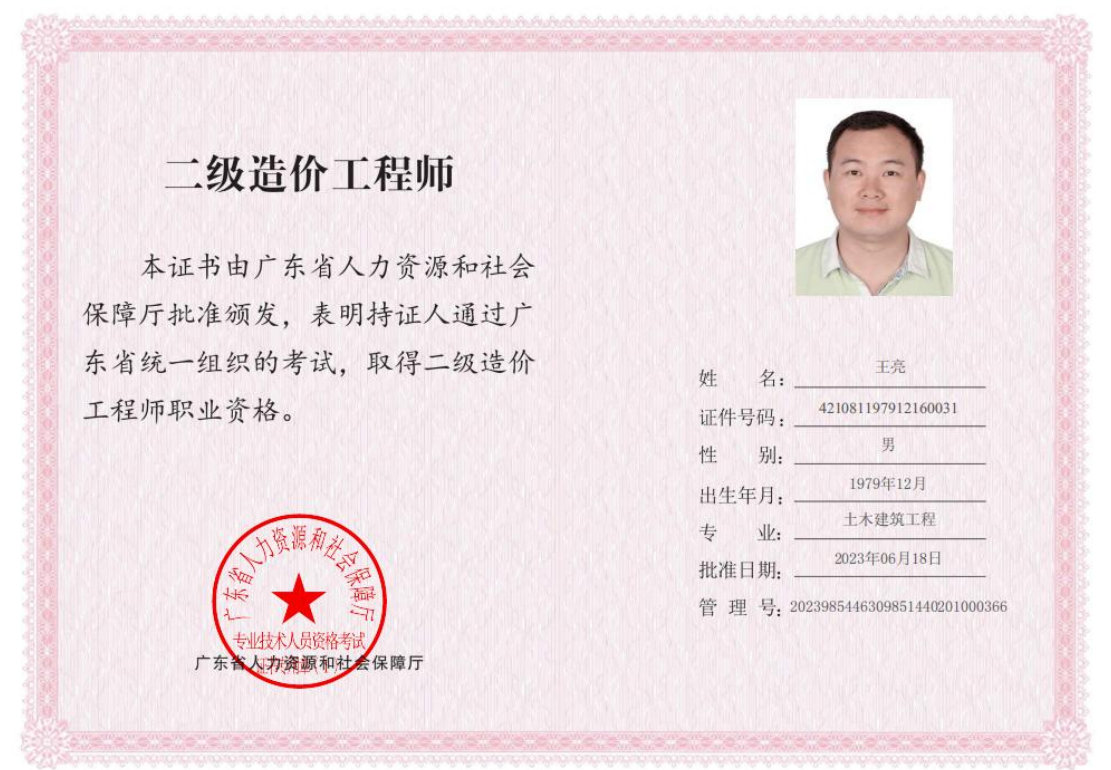 二级造价工程师
本证书由广东省人力资源和社会
保障厅批准颁发，表明持证人通过广
东省统一组织的考试，取得二级造价
工程师职业资格。
广东省人力资源和社会保障厅
专业技术人员资格考试
广东省人力资源和社会保障厅
姓名：王亮
证件号码：421081197912160031
性别：男
出生年月：1979年12月
专业：土木建筑工程
批准日期：2023年06月18日
管理号：2023985446309851440201000366